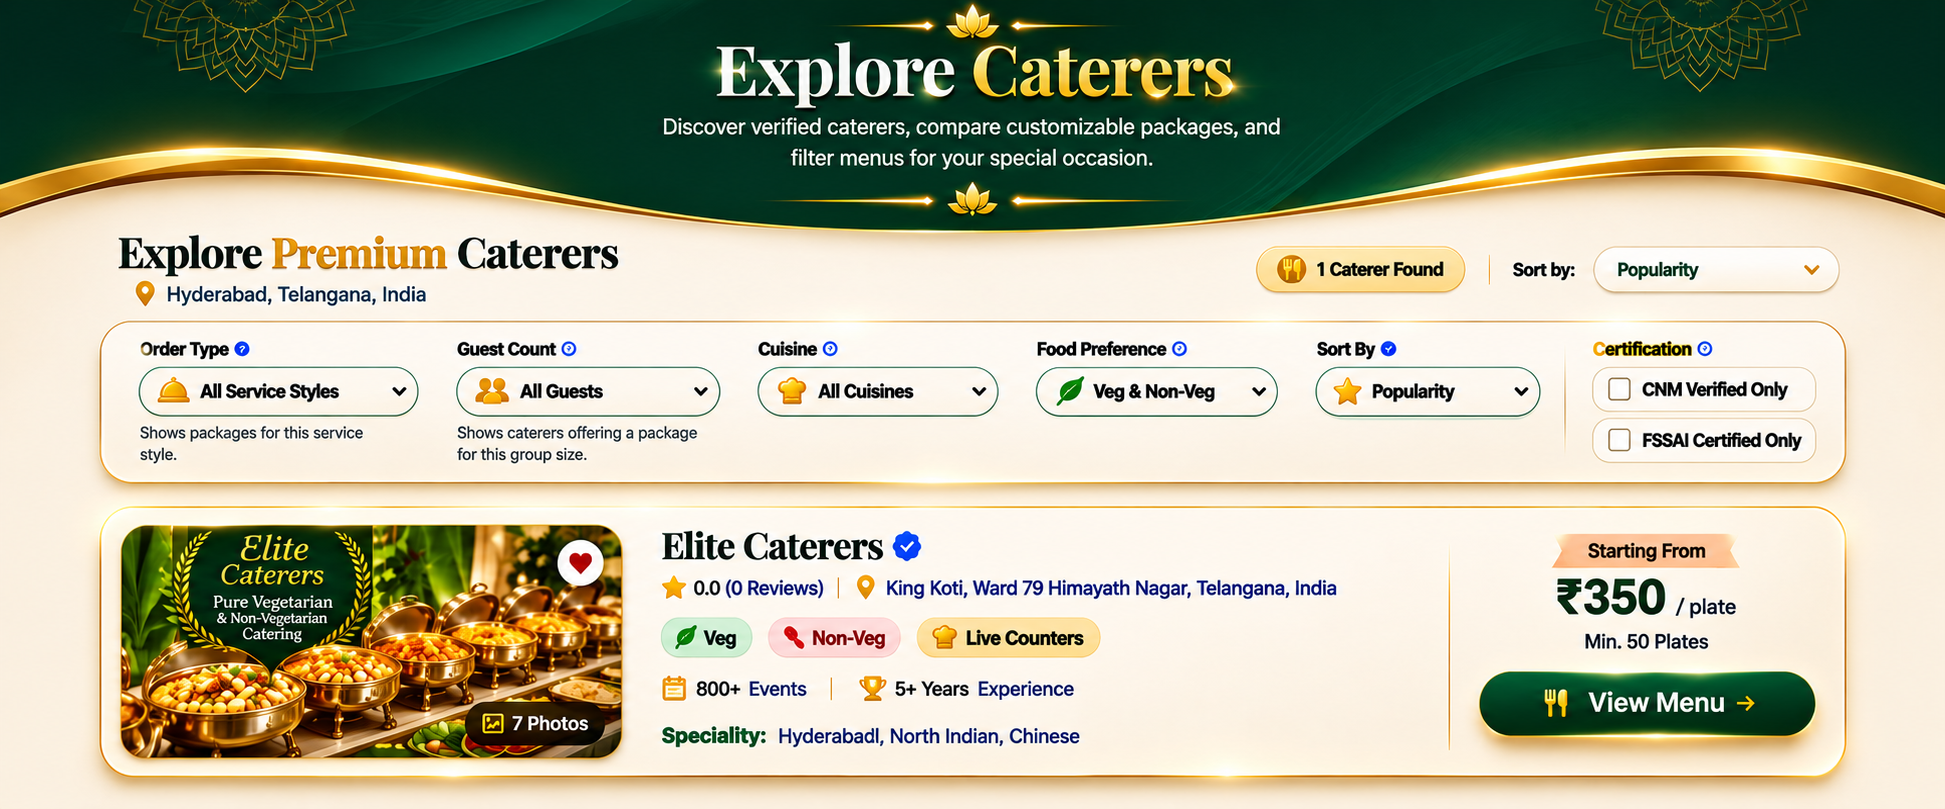 Explore Caterers
Discover verified caterers, compare customizable packages, and
filter menus for your special occasion.
Explore Premium Caterers
Hyderabad, Telangana, India
1 Caterer Found
Sort by:
Popularity
Order Type
All Service Styles
Shows packages for this service
style.
Guest Count
All Guests
Shows caterers offering a package
for this group size.
Cuisine
All Cuisines
Food Preference
Veg & Non-Veg
Sort By
Popularity
Certification
CNM Verified Only
FSSAI Certified Only
Elite
Caterers
Pure Vegetarian
& Non-Vegetarian
Catering
7 Photos
Elite Caterers
0.0 (0 Reviews)
King Koti, Ward 79 Himayath Nagar, Telangana, India
Veg
Non-Veg
Live Counters
800+ Events
5+ Years Experience
Speciality: Hyderabadl, North Indian, Chinese
Starting From
₹350 / plate
Min. 50 Plates
View Menu →